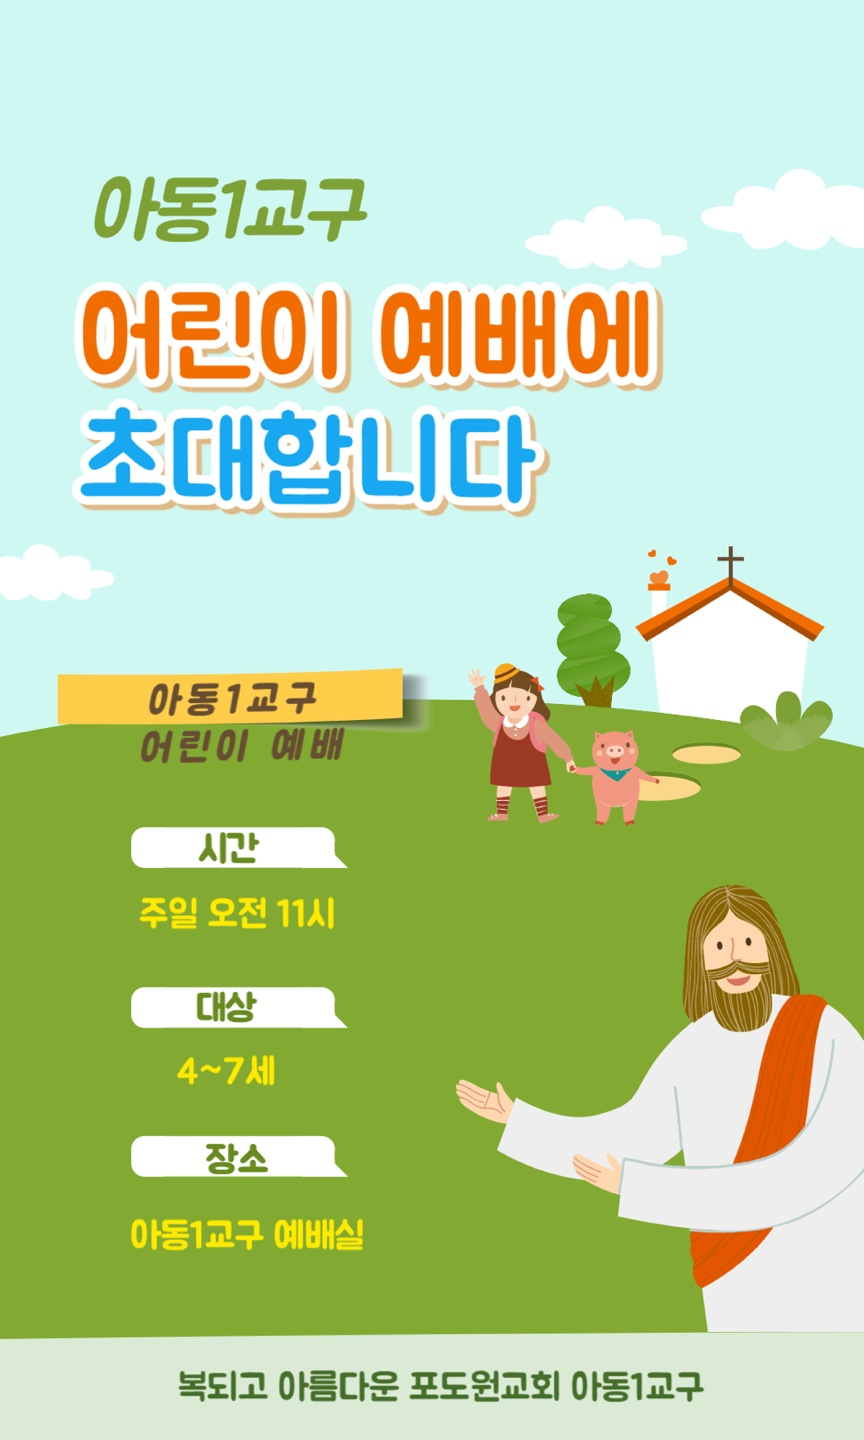 아동1교구
어린이 예배에
초대합니다
아동1교구
어린이 예배
시간
주일 오전 11시
대상
4~7세
장소
아동1교구 예배실
복되고 아름다운 포도원교회 아동1교구